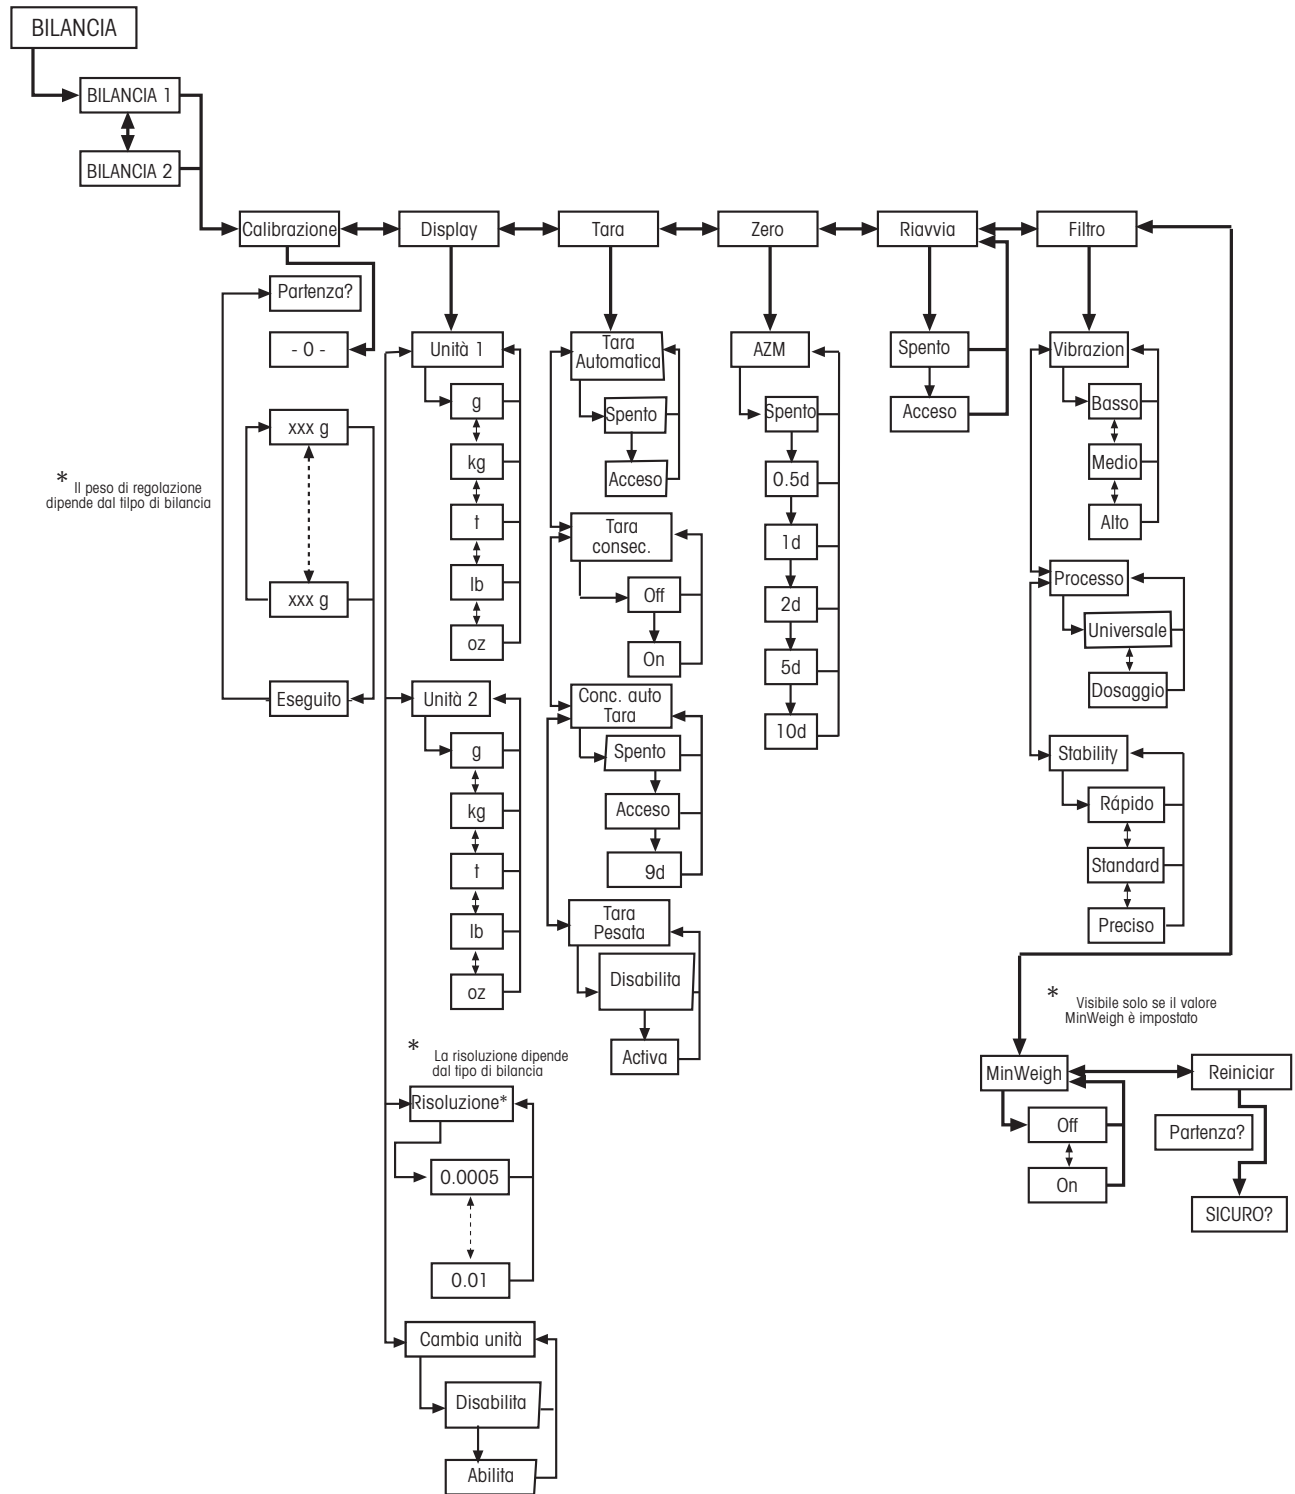 BILANCIA
BILANCIA 1
BILANCIA 2
Calibrazione
Display
Tara
Zero
Riavvia
Filtro
Partenza?
- 0 -
xxx g
* Il peso di regolazione
dipende dal tilpo di bilancia
xxx g
Eseguito
Unità 1
g
kg
t
lb
oz
Unità 2
g
kg
t
lb
oz
* La risoluzione dipende
dal tipo di bilancia
Risoluzione*
0.0005
0.01
Cambia unità
Disabilita
Abilita
Tara
Automatica
Spento
Acceso
Tara
consec.
Off
On
Conc. auto
Tara
Spento
Acceso
9d
Tara
Pesata
Disabilita
Activa
AZM
Spento
0.5d
1d
2d
5d
10d
Spento
Acceso
Vibrazion
Basso
Medio
Alto
Processo
Universale
Dosaggio
Stability
Rápido
Standard
Preciso
* Visibile solo se il valore
MinWeigh è impostato
MinWeigh
Off
On
Reiniciar
Partenza?
SICURO?